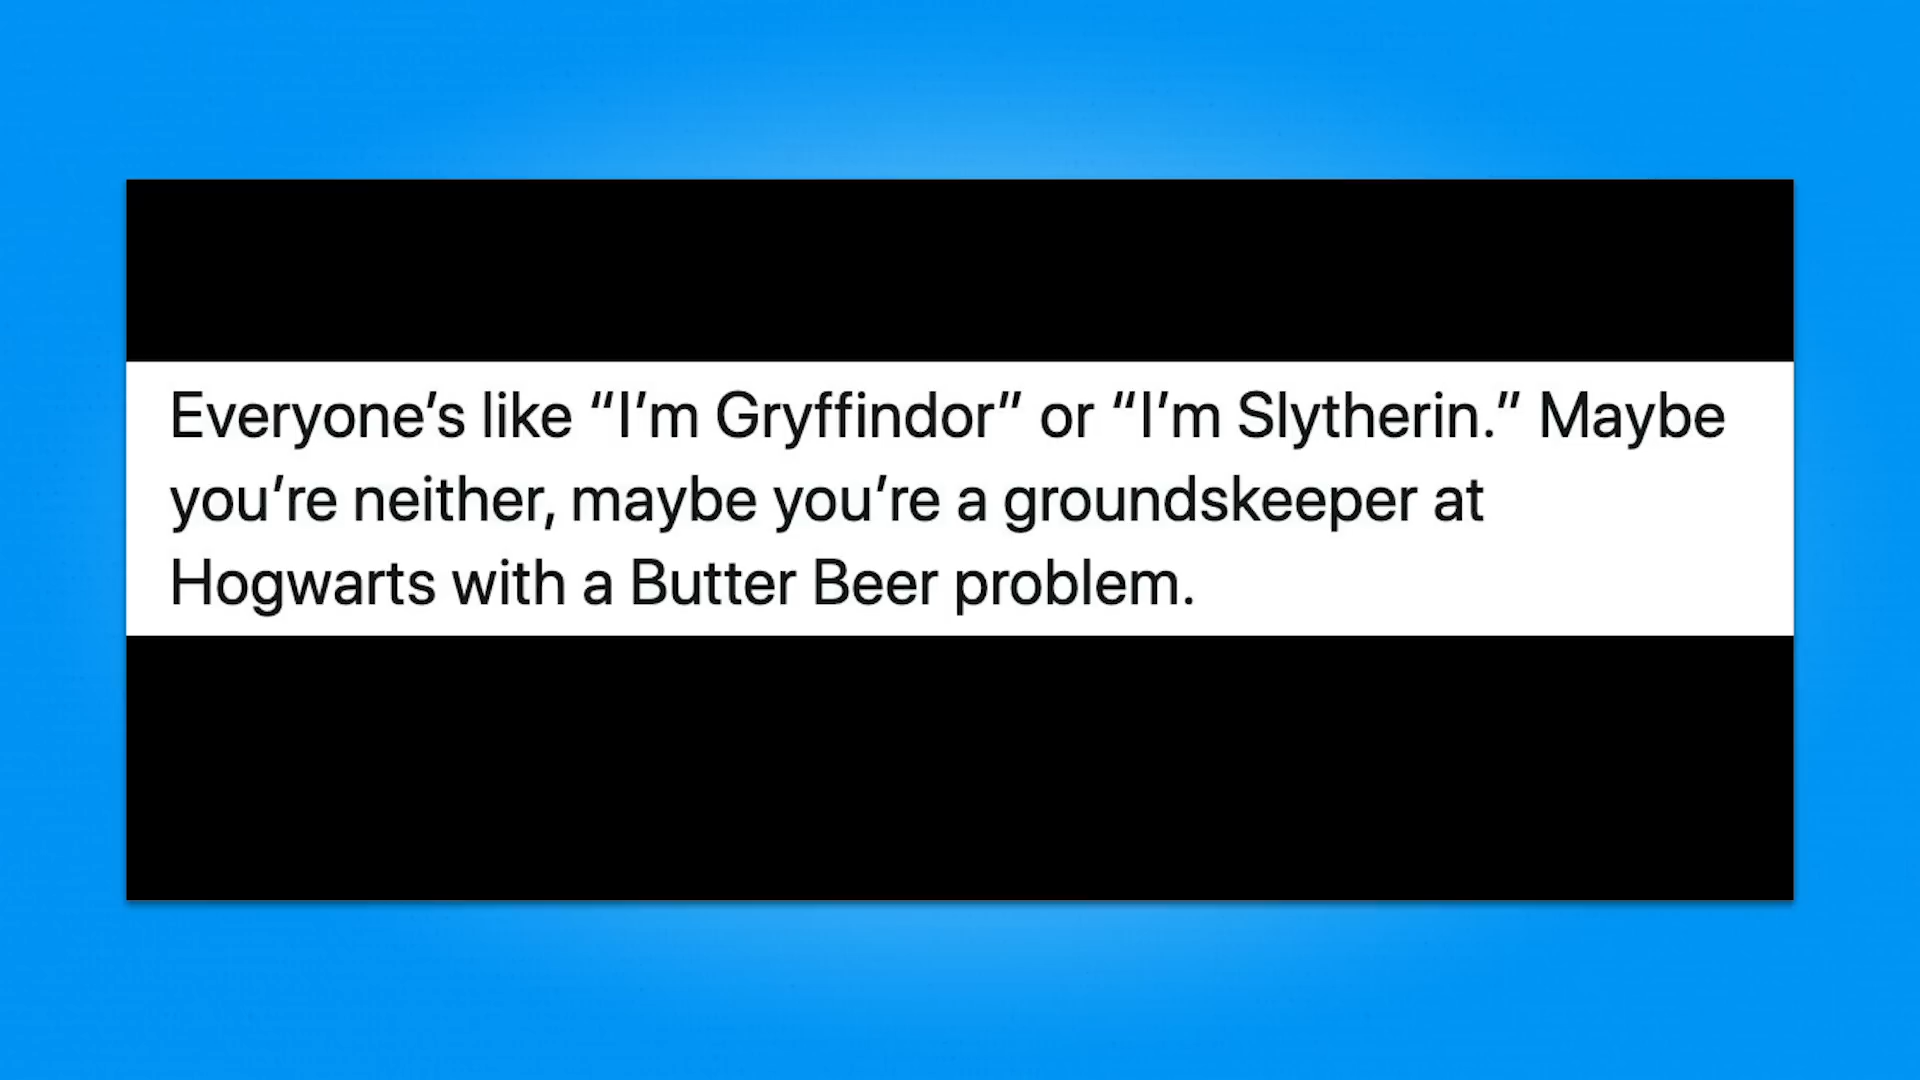 Everyone’s like “I’m Gryffindor” or “I’m Slytherin.” Maybe
you’re neither, maybe you’re a groundskeeper at
Hogwarts with a Butter Beer problem.